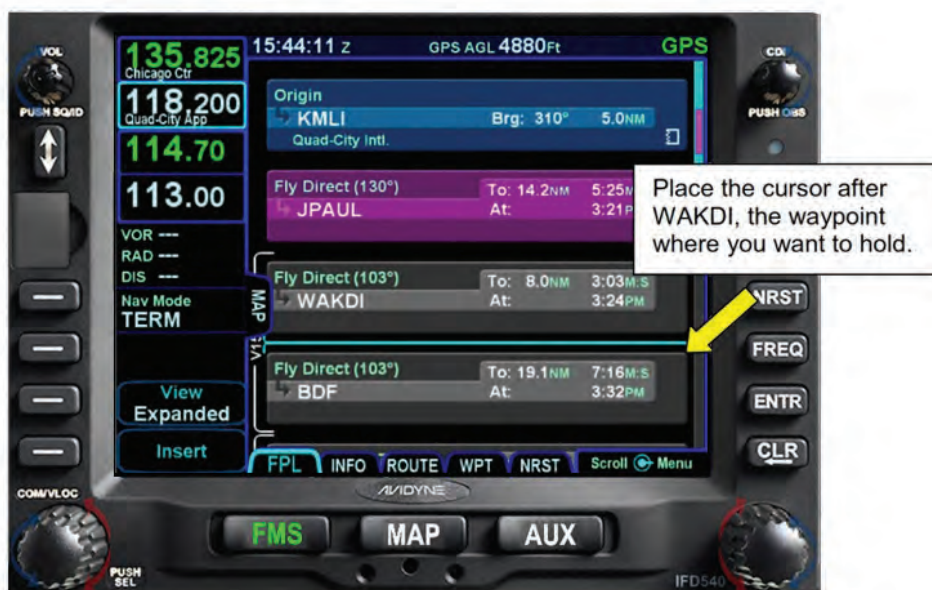 VOL
PUSH SQ/ID
135.825
Chicago Ctr
118.200
Quad-City App
114.70
113.00
VOR ---
RAD ---
DIS ---
Nav Mode
TERM
View
Expanded
Insert
15:44:11 Z GPS AGL 4880Ft GPS
Origin
KMLI Brg: 310° 5.0NM
Quad-City Intl.
Fly Direct (130°) To: 14.2NM 5:25M
JPAUL At: 3:21P
MAP
Fly Direct (103°) To: 8.0NM 3:03M:S
WAKDI At: 3:24PM
V15
Fly Direct (103°) To: 19.1NM 7:16M:S
BDF At: 3:32PM
FPL INFO ROUTE WPT NRST Scroll Menu
CDI
PUSH OBS
Place the cursor after
WAKDI, the waypoint
where you want to hold.
NRST
FREQ
ENTR
CLR
COM/VLOC
PUSH
SEL
AVIDYNE
FMS MAP AUX
IFD540